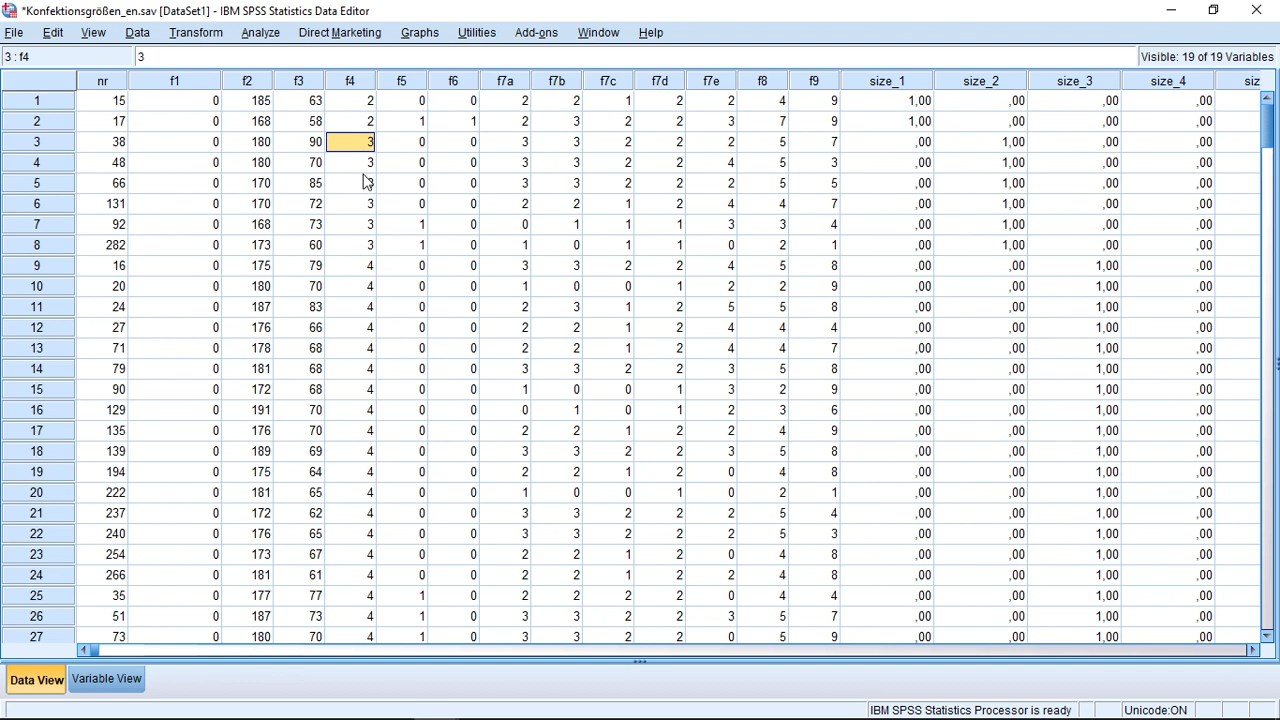 *Konfektionsgrößen_en.sav [DataSet1] - IBM SPSS Statistics Data Editor
File Edit View Data Transform Analyze Direct Marketing Graphs Utilities Add-ons Window Help
3 : f4 3 Visible: 19 of 19 Variables
nr f1 f2 f3 f4 f5 f6 f7a f7b f7c f7d f7e f8 f9 size_1 size_2 size_3 size_4 siz
1 15 0 185 63 2 0 0 2 2 1 2 2 4 9 1,00 ,00 ,00 ,00
2 17 0 168 58 2 1 1 2 3 2 2 3 7 9 1,00 ,00 ,00 ,00
3 38 0 180 90 3 0 0 3 3 2 2 2 5 7 ,00 1,00 ,00 ,00
4 48 0 180 70 3 0 0 3 3 2 2 4 5 3 ,00 1,00 ,00 ,00
5 66 0 170 85 3 0 0 3 3 2 2 2 5 5 ,00 1,00 ,00 ,00
6 131 0 170 72 3 0 0 2 2 1 2 4 4 7 ,00 1,00 ,00 ,00
7 92 0 168 73 3 1 0 0 1 1 1 3 3 4 ,00 1,00 ,00 ,00
8 282 0 173 60 3 1 0 1 0 1 1 0 2 1 ,00 1,00 ,00 ,00
9 16 0 175 79 4 0 0 3 3 2 2 4 5 8 ,00 ,00 1,00 ,00
10 20 0 180 70 4 0 0 1 0 0 1 2 2 9 ,00 ,00 1,00 ,00
11 24 0 187 83 4 0 0 2 3 1 2 5 5 8 ,00 ,00 1,00 ,00
12 27 0 176 66 4 0 0 2 2 1 2 4 4 4 ,00 ,00 1,00 ,00
13 71 0 178 68 4 0 0 2 2 1 2 4 4 7 ,00 ,00 1,00 ,00
14 79 0 181 68 4 0 0 3 3 2 2 3 5 8 ,00 ,00 1,00 ,00
15 90 0 172 68 4 0 0 1 0 0 1 3 2 9 ,00 ,00 1,00 ,00
16 129 0 191 70 4 0 0 0 1 0 1 2 3 6 ,00 ,00 1,00 ,00
17 135 0 176 70 4 0 0 2 2 1 2 2 4 9 ,00 ,00 1,00 ,00
18 139 0 189 69 4 0 0 3 3 2 2 3 5 8 ,00 ,00 1,00 ,00
19 194 0 175 64 4 0 0 2 2 1 2 0 4 8 ,00 ,00 1,00 ,00
20 222 0 181 65 4 0 0 1 0 0 1 0 2 1 ,00 ,00 1,00 ,00
21 237 0 172 62 4 0 0 3 3 2 2 2 5 4 ,00 ,00 1,00 ,00
22 240 0 176 65 4 0 0 3 3 2 2 2 5 3 ,00 ,00 1,00 ,00
23 254 0 173 67 4 0 0 2 2 1 2 0 4 8 ,00 ,00 1,00 ,00
24 266 0 181 61 4 0 0 2 2 1 2 2 4 8 ,00 ,00 1,00 ,00
25 35 0 177 77 4 1 0 2 2 2 2 0 4 4 ,00 ,00 1,00 ,00
26 51 0 187 73 4 1 0 3 3 2 2 3 5 7 ,00 ,00 1,00 ,00
27 73 0 180 70 4 1 0 3 3 2 2 0 5 9 ,00 ,00 1,00 ,00
Data View Variable View
IBM SPSS Statistics Processor is ready Unicode:ON